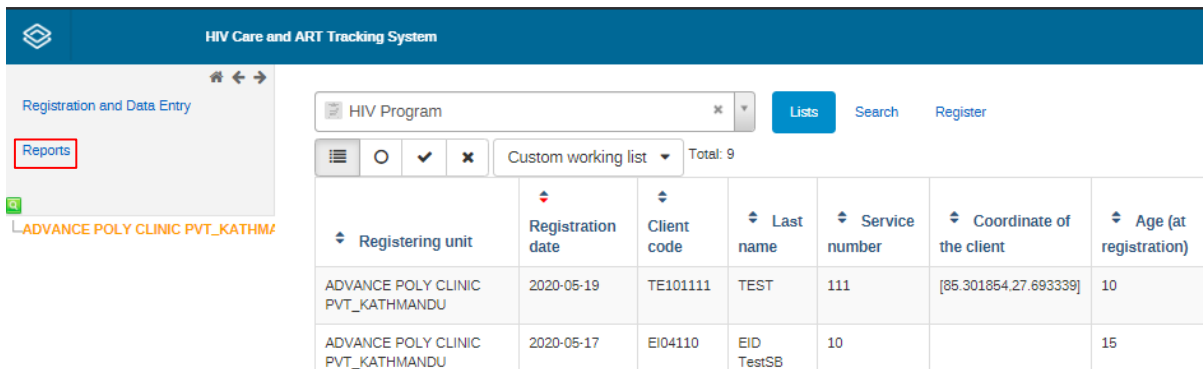 HIV Care and ART Tracking System
Registration and Data Entry
Reports
ADVANCE POLY CLINIC PVT_KATHMA
HIV Program
Lists
Search
Register
Custom working list
Total: 9
Registering unit
Registration
date
Client
code
Last
name
Service
number
Coordinate of
the client
Age (at
registration)
ADVANCE POLY CLINIC
PVT_KATHMANDU
2020-05-19
TE101111
TEST
111
[85.301854,27.693339]
10
ADVANCE POLY CLINIC
PVT_KATHMANDU
2020-05-17
EI04110
EID
TestSB
10
15